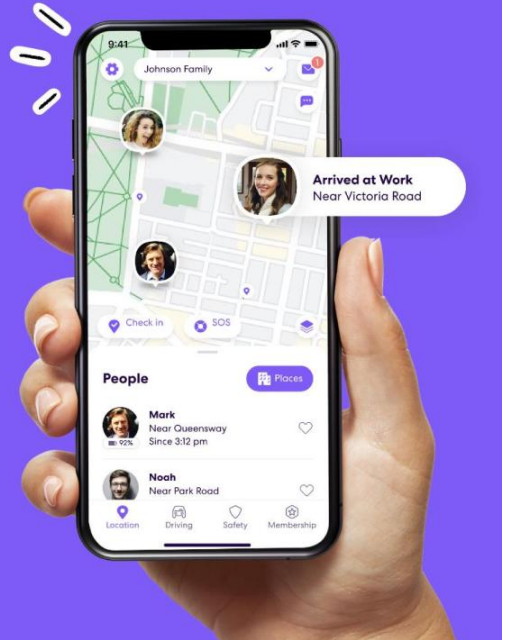 9:41
Johnson Family
1
Arrived at Work
Near Victoria Road
Check in
SOS
People
Places
Mark
Near Queensway
92%
Since 3:12 pm
Noah
Near Park Road
Location
Driving
Safety
Membership